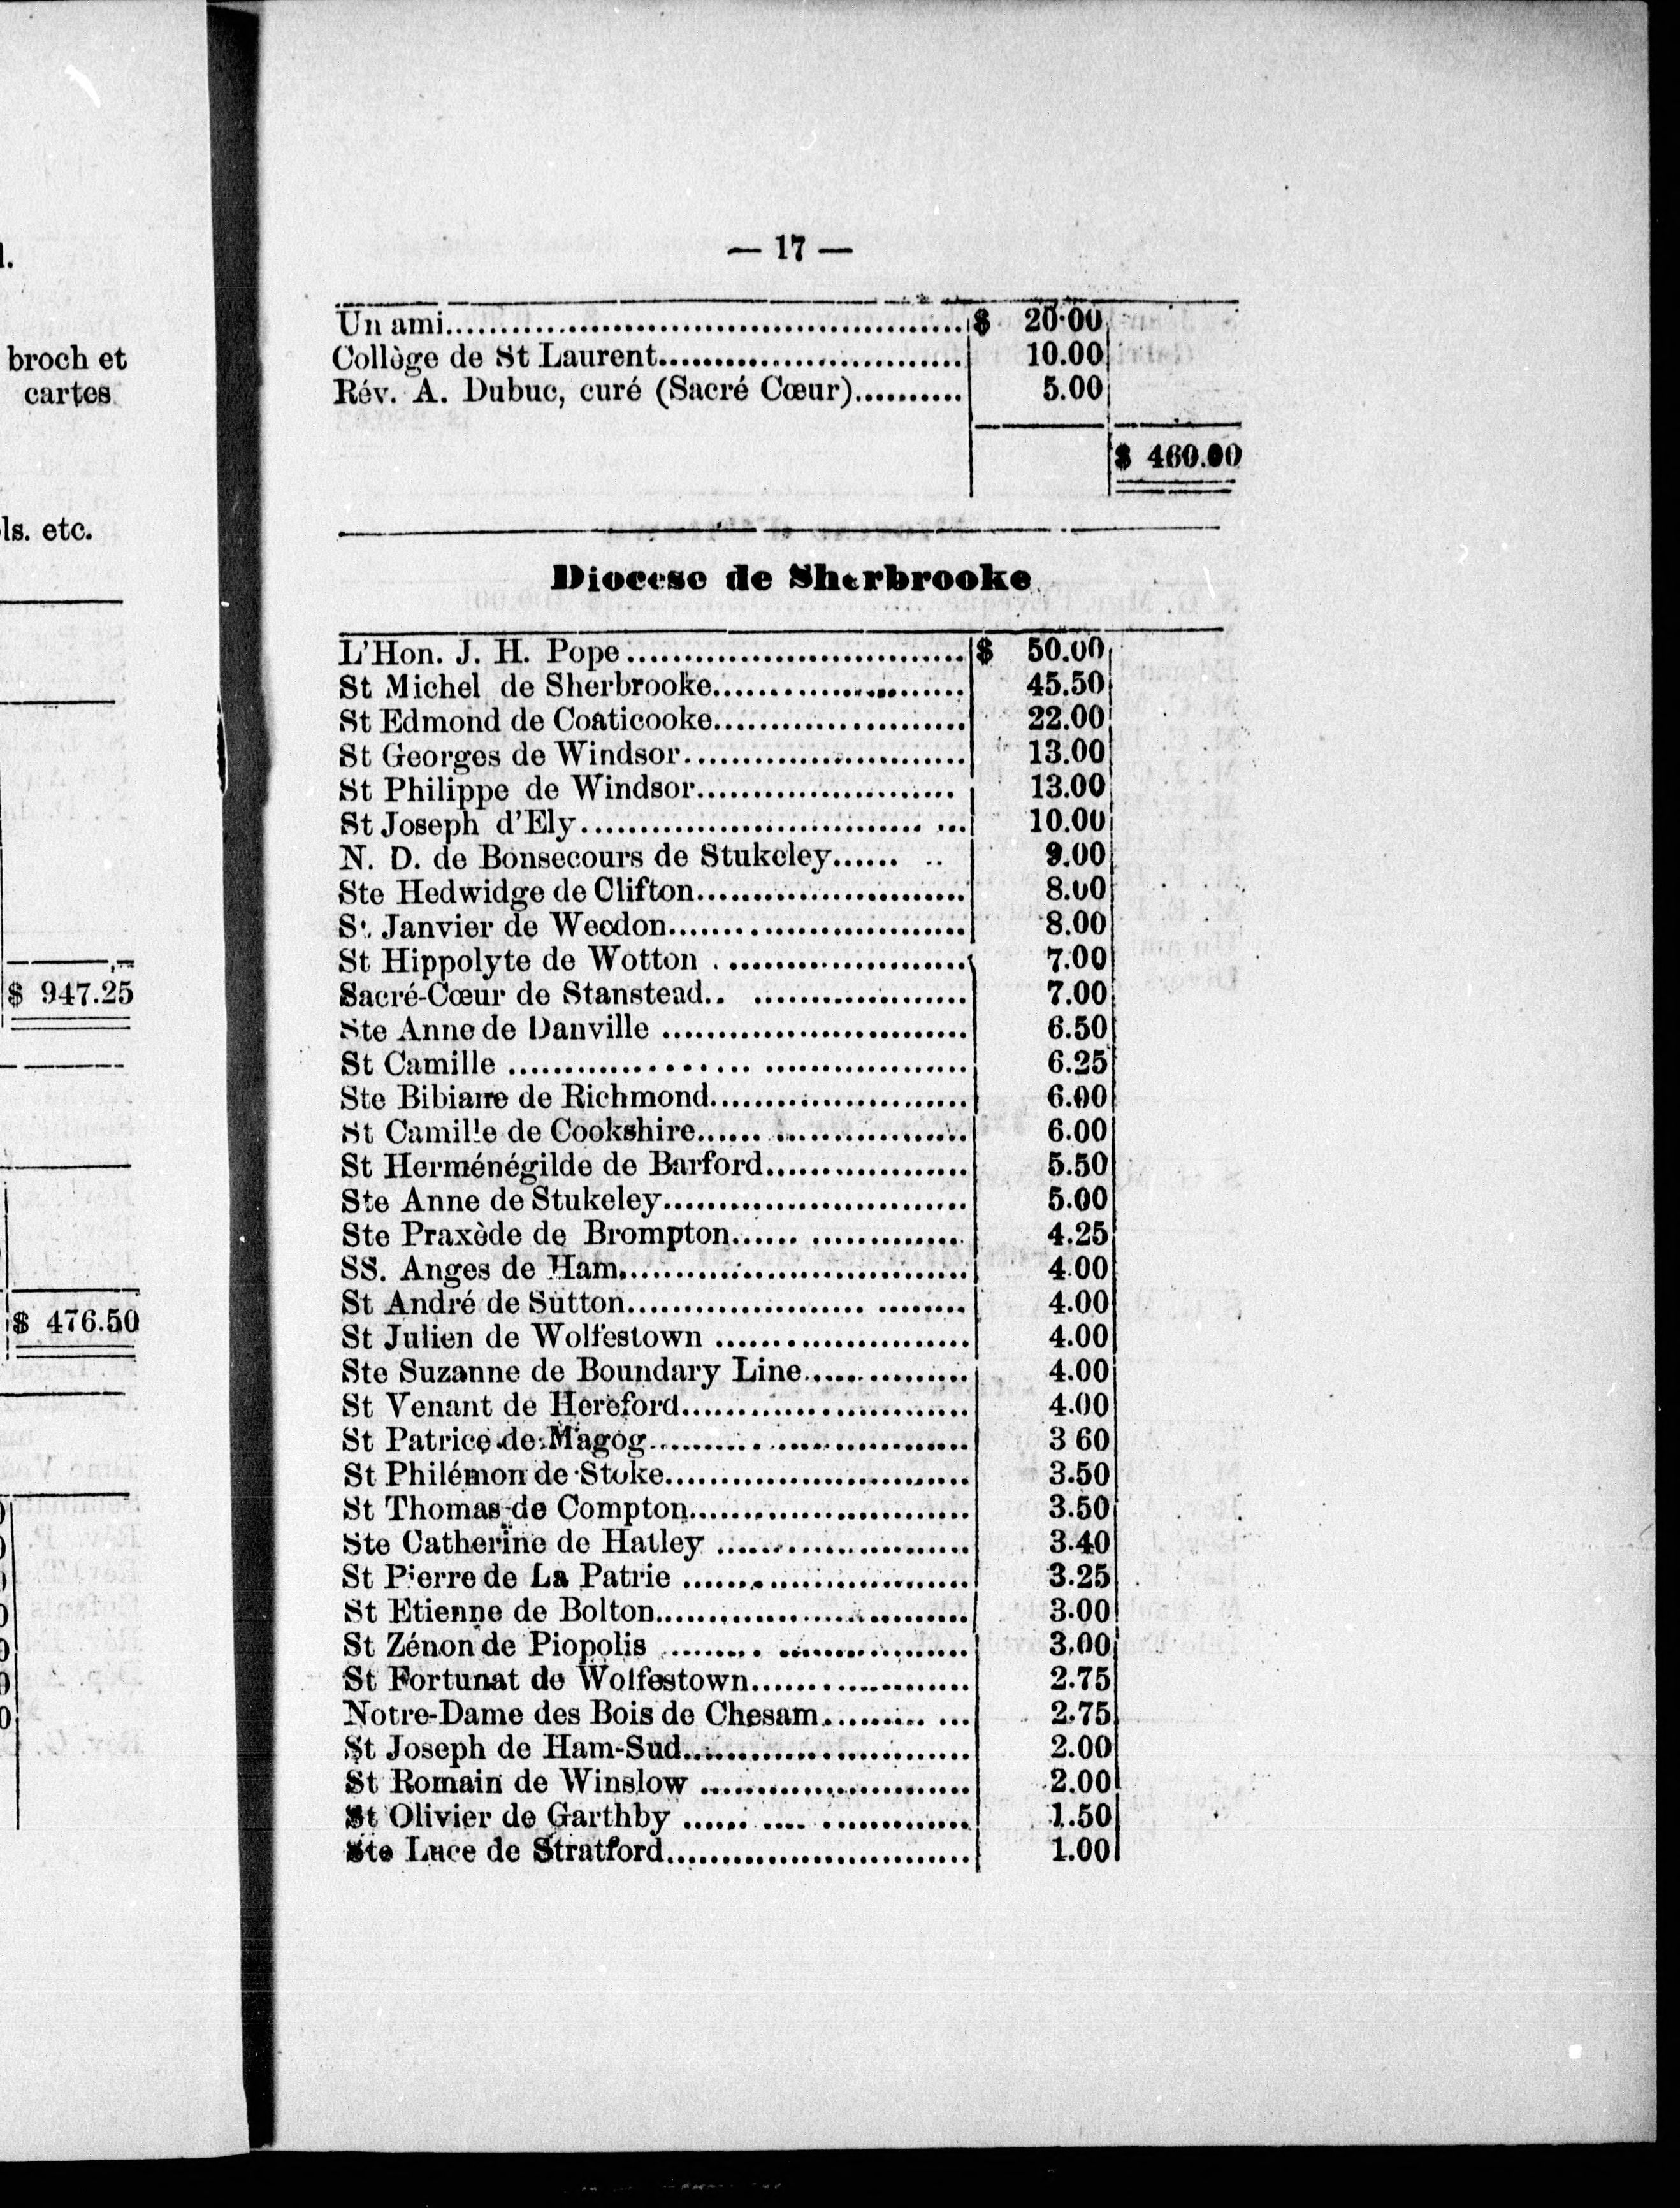 broch et
cartes
ls. etc.
$ 947.25
$ 476.50
— 17 —
Un ami.................... $ 20.00
Collège de St Laurent.................... 10.00
Rév. A. Dubuc, curé (Sacré Cœur).......... 5.00
$ 460.00
Diocese de Sherbrooke
L'Hon. J. H. Pope.................... $ 50.00
St Michel de Sherbrooke.................... 45.50
St Edmond de Coaticooke.................... 22.00
St Georges de Windsor.................... 13.00
St Philippe de Windsor.................... 13.00
St Joseph d'Ely.................... 10.00
N. D. de Bonsecours de Stukeley...... .. 9.00
Ste Hedwidge de Clifton.................... 8.00
St Janvier de Weedon.................... 8.00
St Hippolyte de Wotton .................... 7.00
Sacré-Cœur de Stanstead.................... 7.00
Ste Anne de Danville .................... 6.50
St Camille .................... 6.25
Ste Bibiane de Richmond.................... 6.00
St Camille de Cookshire.................... 6.00
St Herménégilde de Barford.................... 5.50
Ste Anne de Stukeley.................... 5.00
Ste Praxède de Brompton.................... 4.25
SS. Anges de Ham.................... 4.00
St André de Sutton.................... 4.00
St Julien de Wolfestown .................... 4.00
Ste Suzanne de Boundary Line............... 4.00
St Venant de Hereford.................... 4.00
St Patrice de Magog.................... 3 60
St Philémon de Stoke.................... 3.50
St Thomas de Compton.................... 3.50
Ste Catherine de Hatley .................... 3.40
St Pierre de La Patrie .................... 3.25
St Etienne de Bolton.................... 3.00
St Zénon de Piopolis .................... 3.00
St Fortunat de Wolfestown.................... 2.75
Notre-Dame des Bois de Chesam.......... ... 2.75
St Joseph de Ham-Sud.................... 2.00
St Romain de Winslow .................... 2.00
St Olivier de Garthby .................... 1.50
Ste Luce de Stratford.................... 1.00